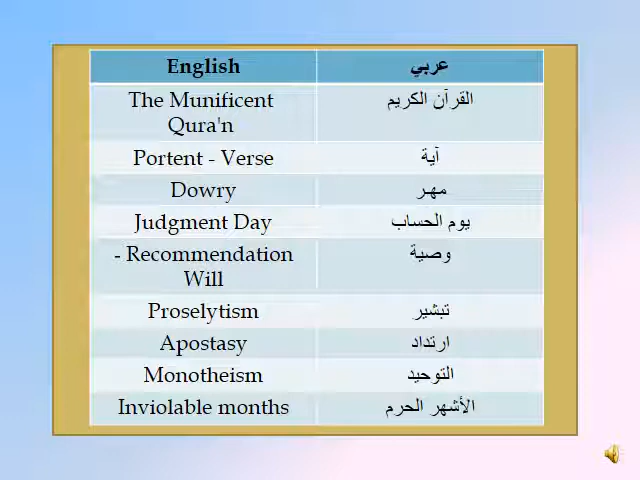 English عربي
The Munificent القرآن الكريم
Qura'n
Portent - Verse آية
Dowry مهر
Judgment Day يوم الحساب
- Recommendation وصية
Will
Proselytism تبشير
Apostasy ارتداد
Monotheism التوحيد
Inviolable months الأشهر الحرم